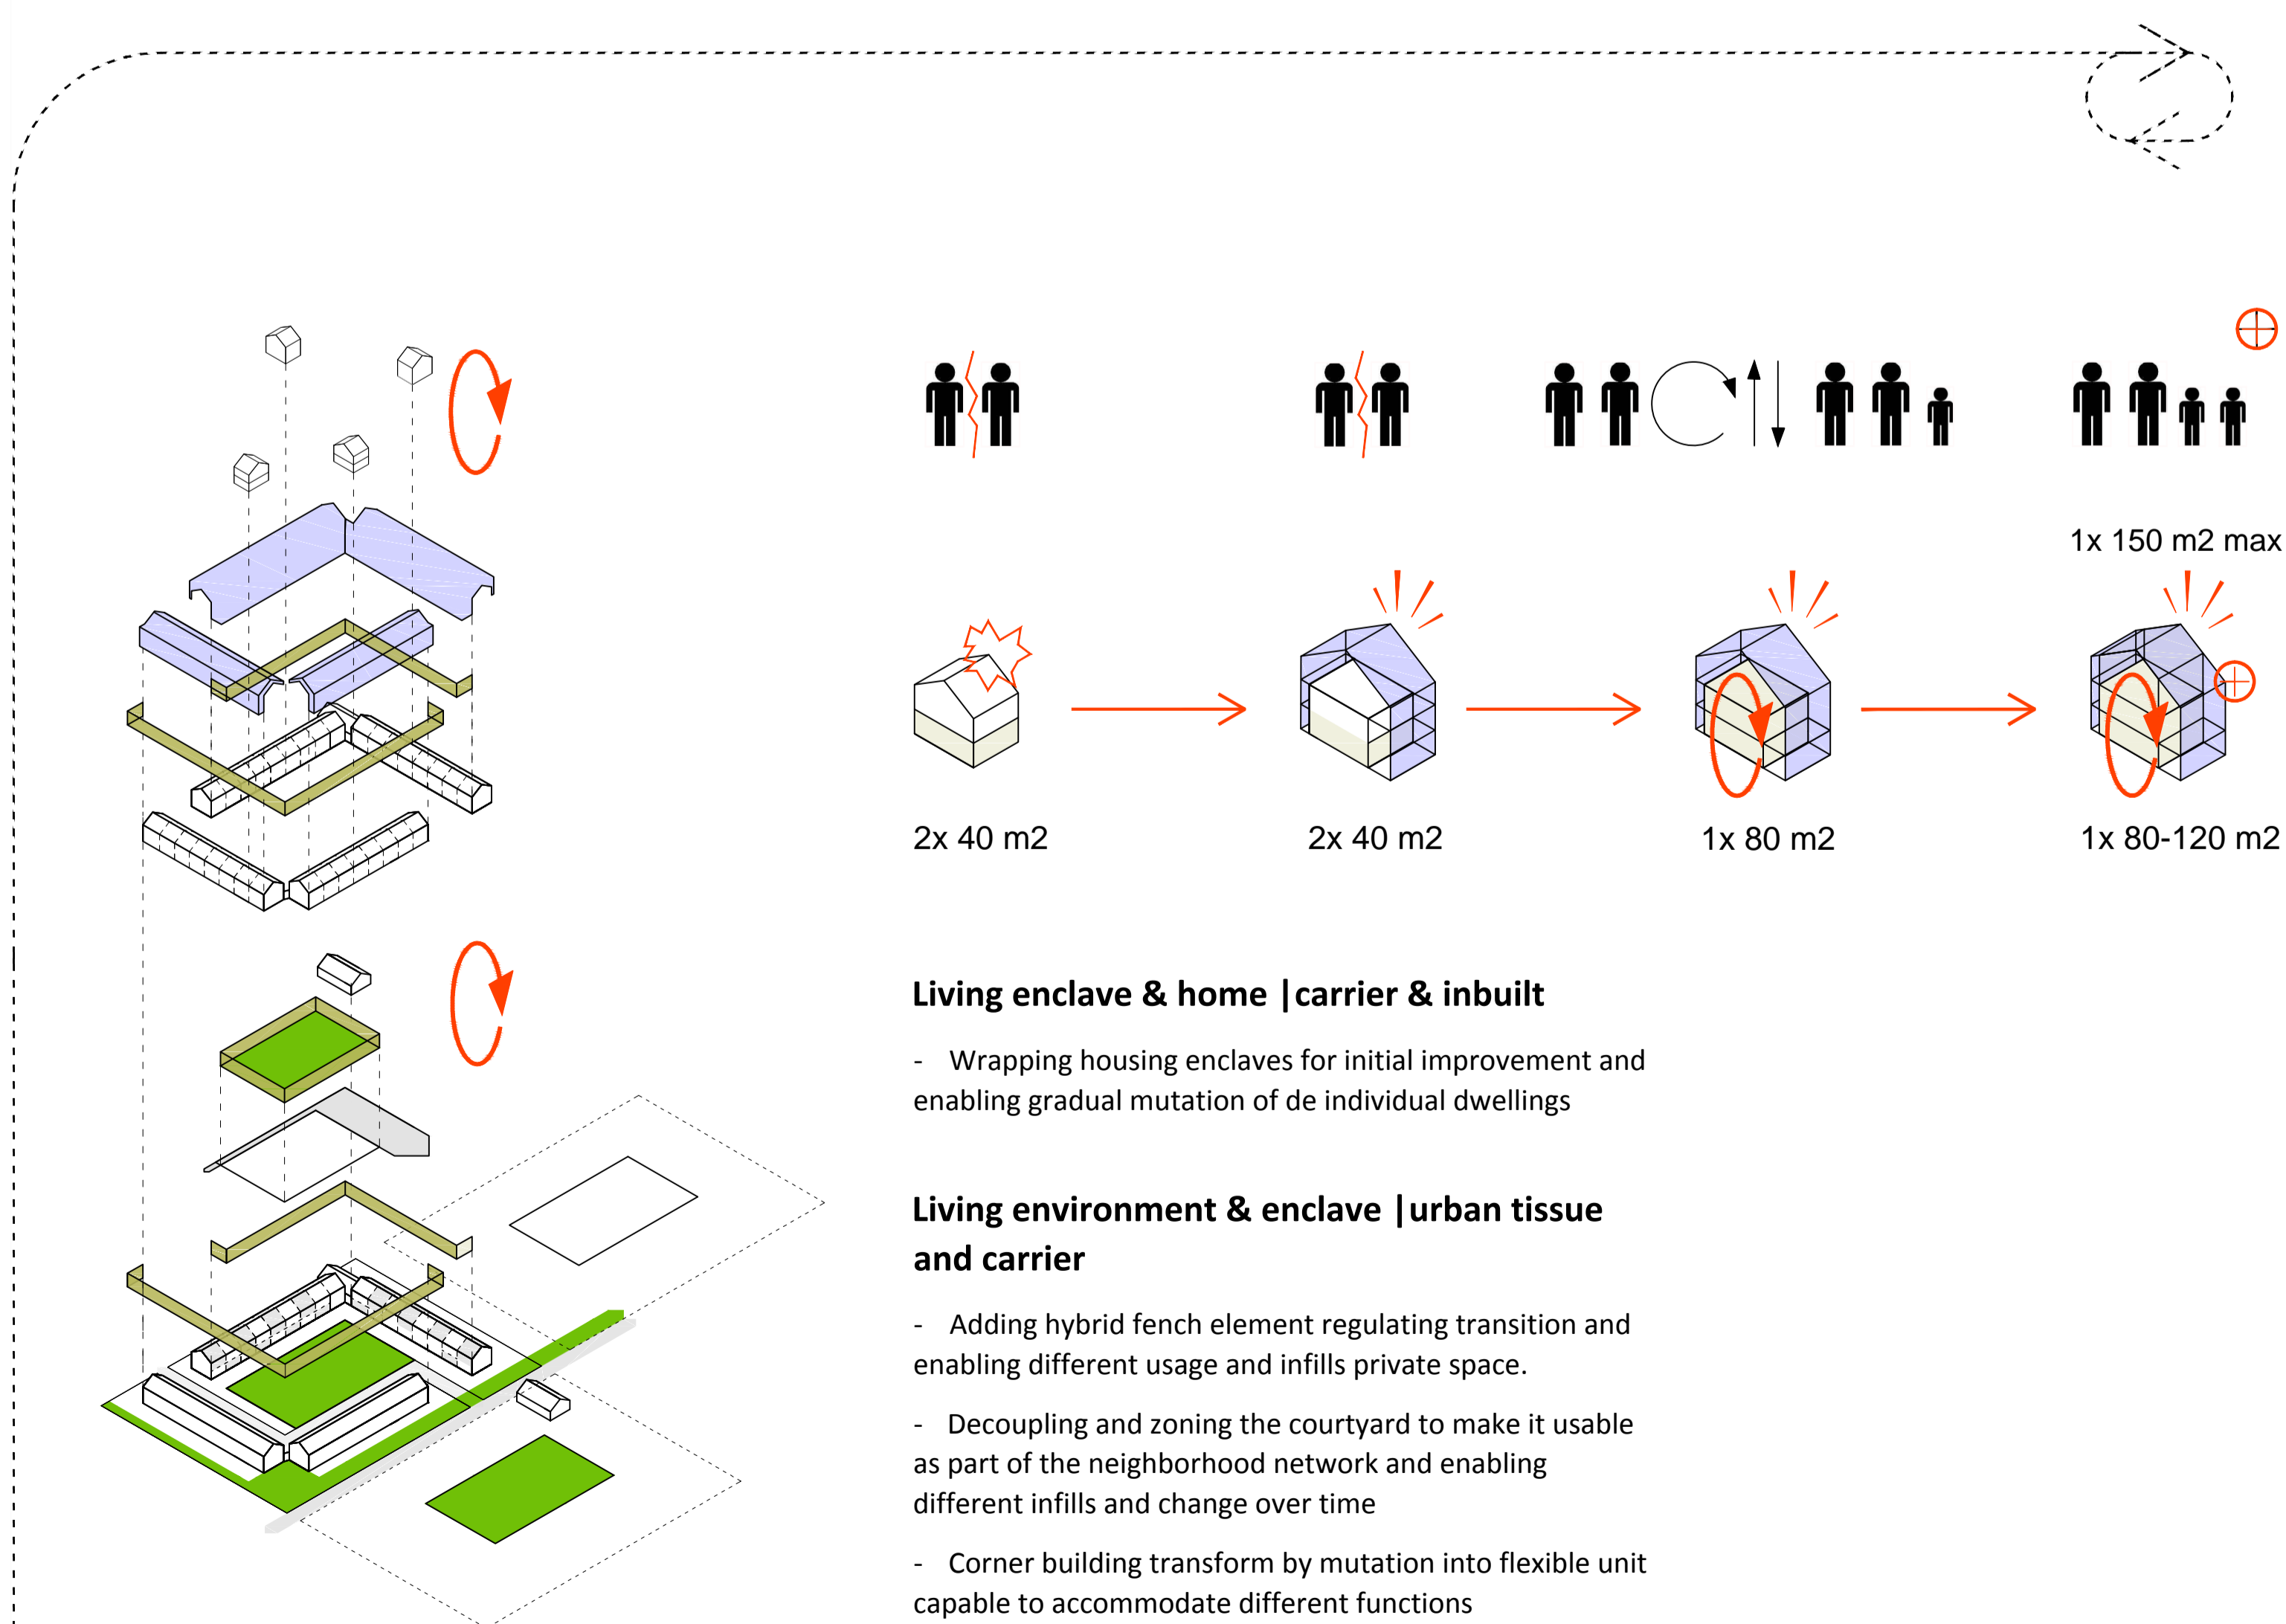 1x 150 m2 max
2x 40 m2
2x 40 m2
1x 80 m2
1x 80-120 m2
Living enclave & home |carrier & inbuilt
- Wrapping housing enclaves for initial improvement and
enabling gradual mutation of de individual dwellings
Living environment & enclave |urban tissue
and carrier
- Adding hybrid fench element regulating transition and
enabling different usage and infills private space.
- Decoupling and zoning the courtyard to make it usable
as part of the neighborhood network and enabling
different infills and change over time
- Corner building transform by mutation into flexible unit
capable to accommodate different functions